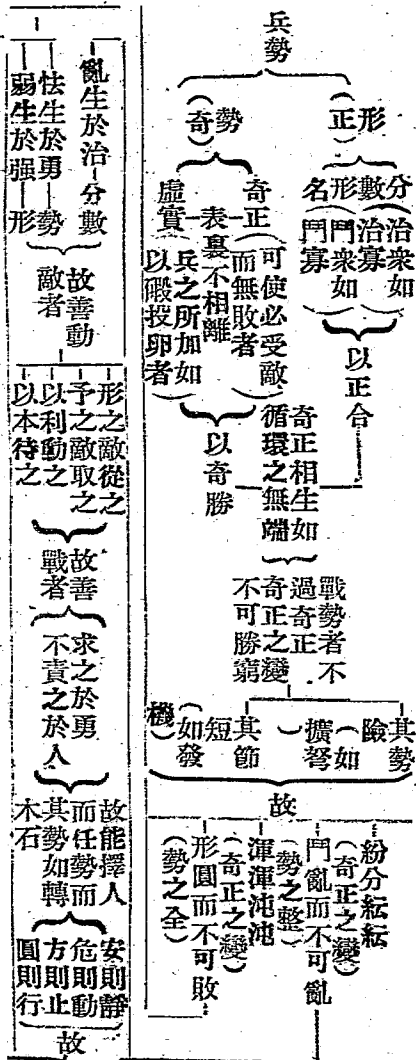 兵勢
形
(正)
勢
(奇)
分數
形名
治衆如
治寡
鬥衆如
鬥寡
以正合
奇正
可使必受敵
而無敗者
表裏不相離
虛實
兵之所加如
以碬投卵者
以奇勝
奇正相生如
循環之無端
戰勢者不
過奇正
奇正之變
不可勝窮
其勢
險
(如
擴弩
)
其節
短
(如發
機)
故
紛分紜紜
(奇正之變)
鬥亂而不可亂
(勢之整)
渾渾沌沌
(奇正之變)
形圓而不可敗
(勢之全)
亂生於治—分數
怯生於勇—勢
弱生於强—形
故善動
敵者
形之敵從之
予之敵取之
以利動之
以本待之
故善
戰者
求之於勇
不責之於人
故能擇人
而任勢而
其勢如轉
木石
安則靜
危則動
方則止
圓則行
故